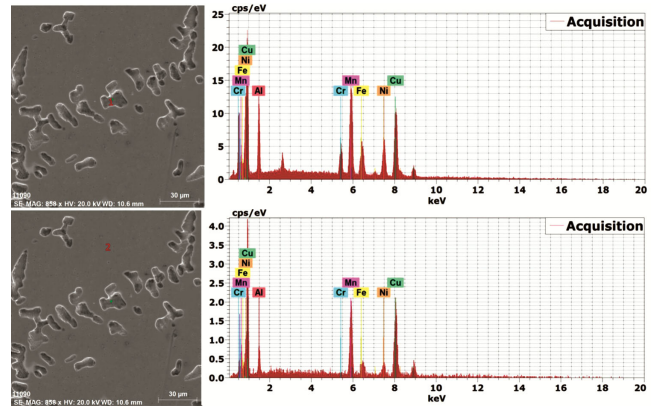 cps/eV
25
Acquisition
20
15
10
5
0
Cu
Ni
Fe
Mn
Cr Al Cr Mn Fe Ni Cu
2 4 6 8 10 12 14 16 18 20
keV
SE MAG: 858 x HV: 20.0 kV WD: 10.6 mm
30 µm
cps/eV
Acquisition
4.0
3.5
3.0
2.5
2.0
1.5
1.0
0.5
0.0
Cu
Ni
Fe
Mn
Cr Al Cr Mn Fe Ni Cu
2 4 6 8 10 12 14 16 18 20
keV
2
SE MAG: 858 x HV: 20.0 kV WD: 10.6 mm
30 µm